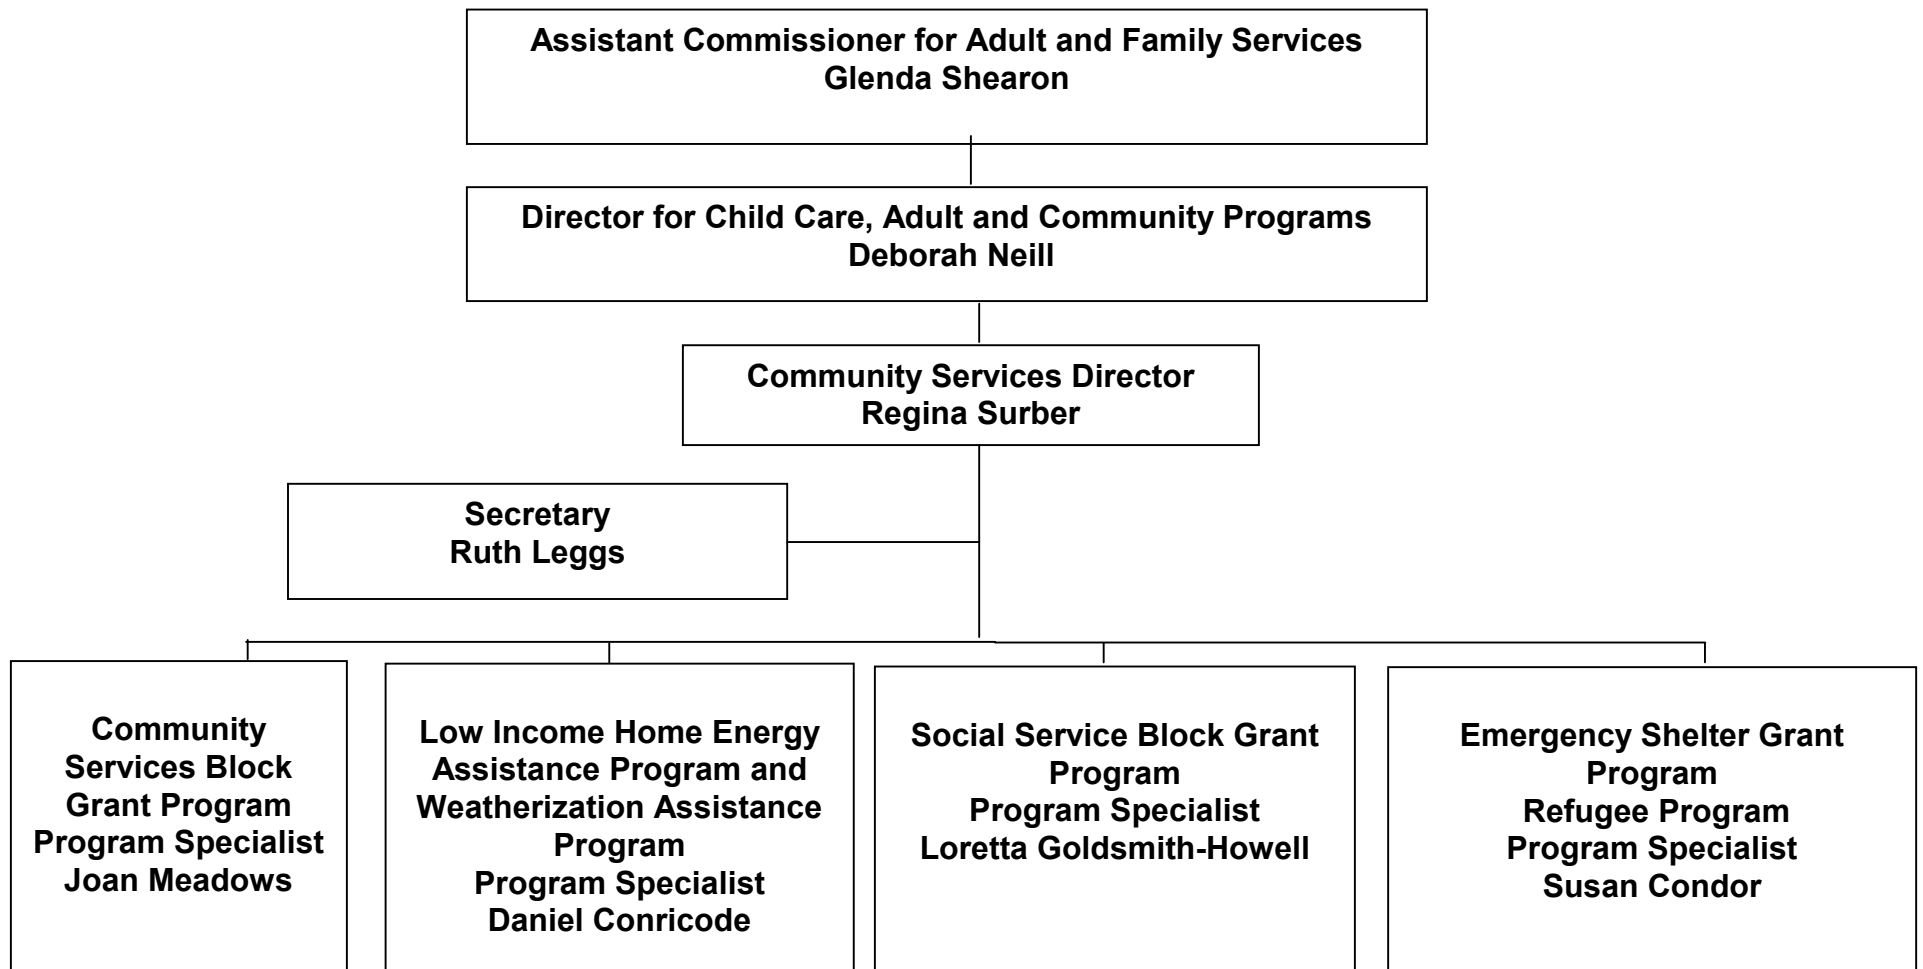 Assistant Commissioner for Adult and Family Services
Glenda Shearon
Director for Child Care, Adult and Community Programs
Deborah Neill
Community Services Director
Regina Surber
Secretary
Ruth Leggs
Community
Services Block
Grant Program
Program Specialist
Joan Meadows
Low Income Home Energy
Assistance Program and
Weatherization Assistance
Program
Program Specialist
Daniel Conricode
Social Service Block Grant
Program
Program Specialist
Loretta Goldsmith-Howell
Emergency Shelter Grant
Program
Refugee Program
Program Specialist
Susan Condor